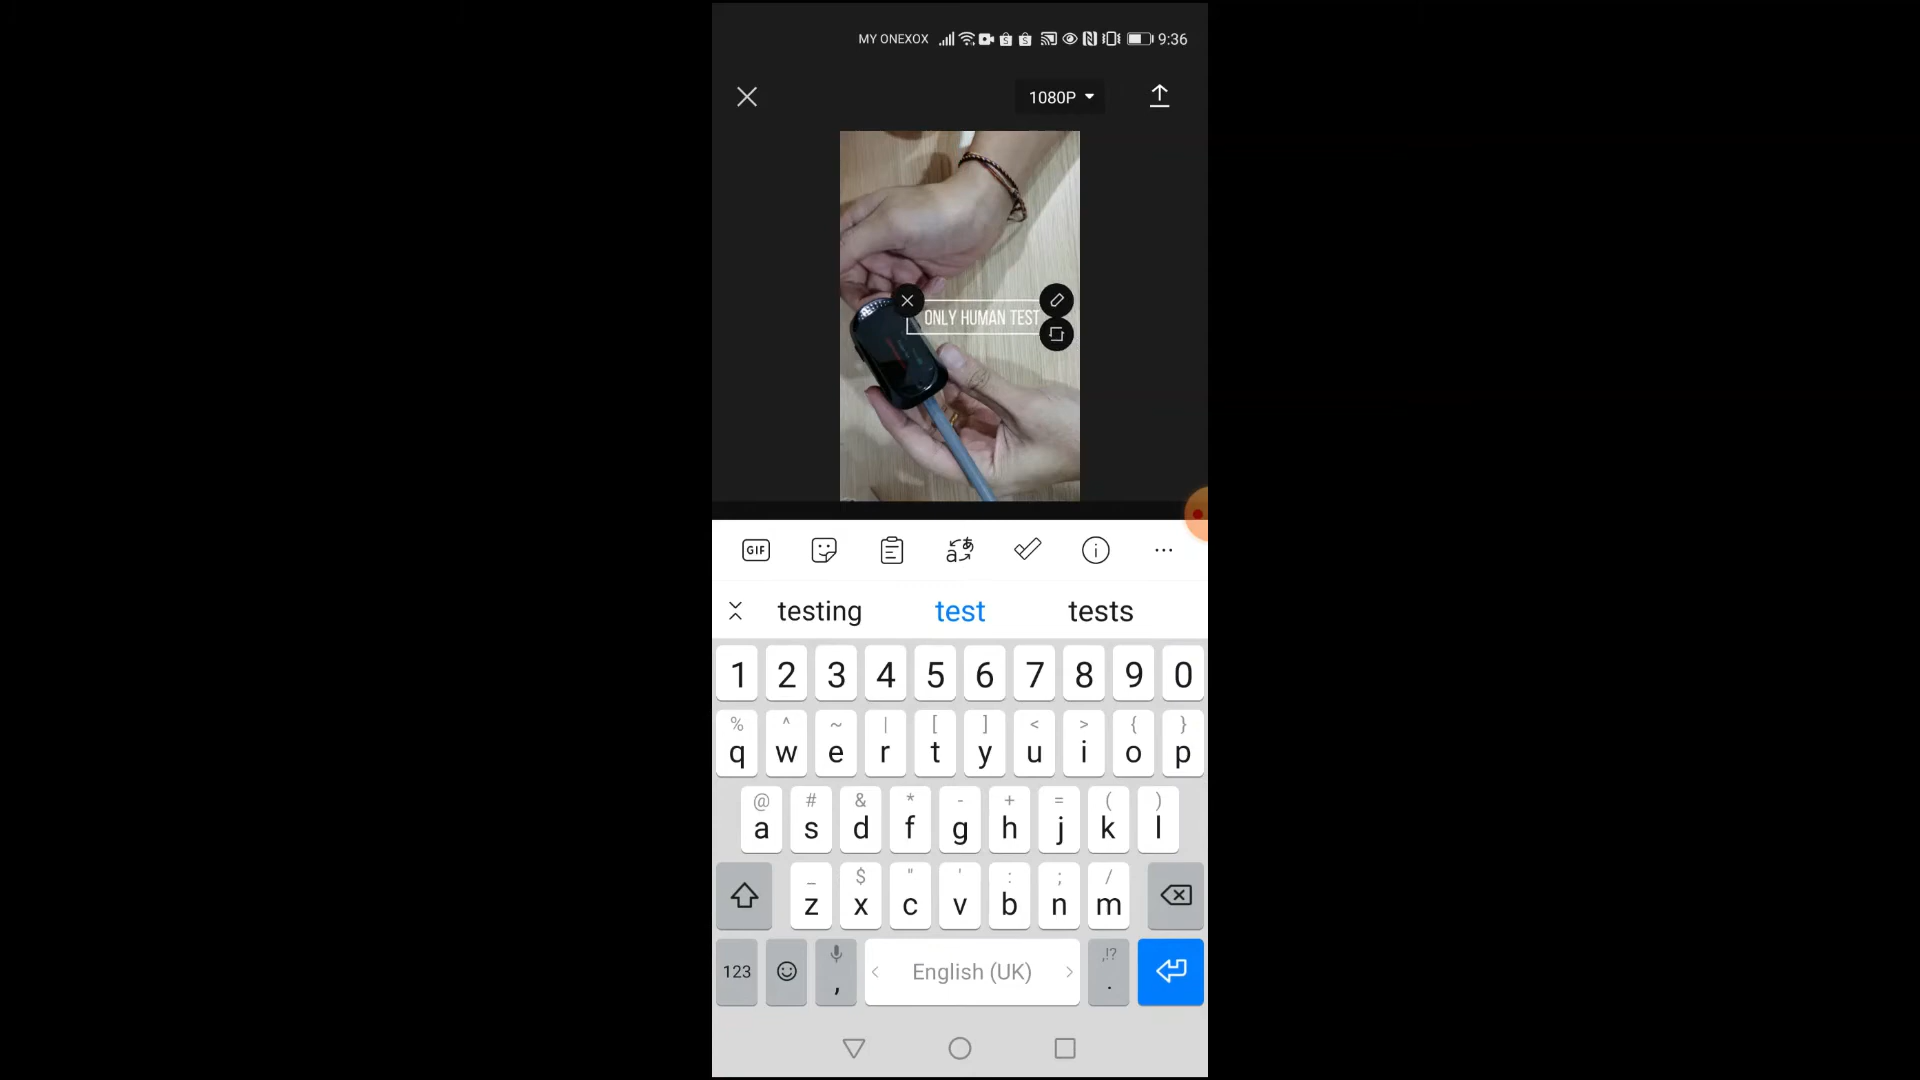 MY ONEXOX 9:36
1080P
ONLY HUMAN TEST
GIF
testing test tests
1 2 3 4 5 6 7 8 9 0
% ^ ~ | [ ] < > { }
q w e r t y u i o p
@ # & * - + = ( )
a s d f g h j k l
_ $ " ' : ; /
z x c v b n m
,!?
123 , English (UK) .